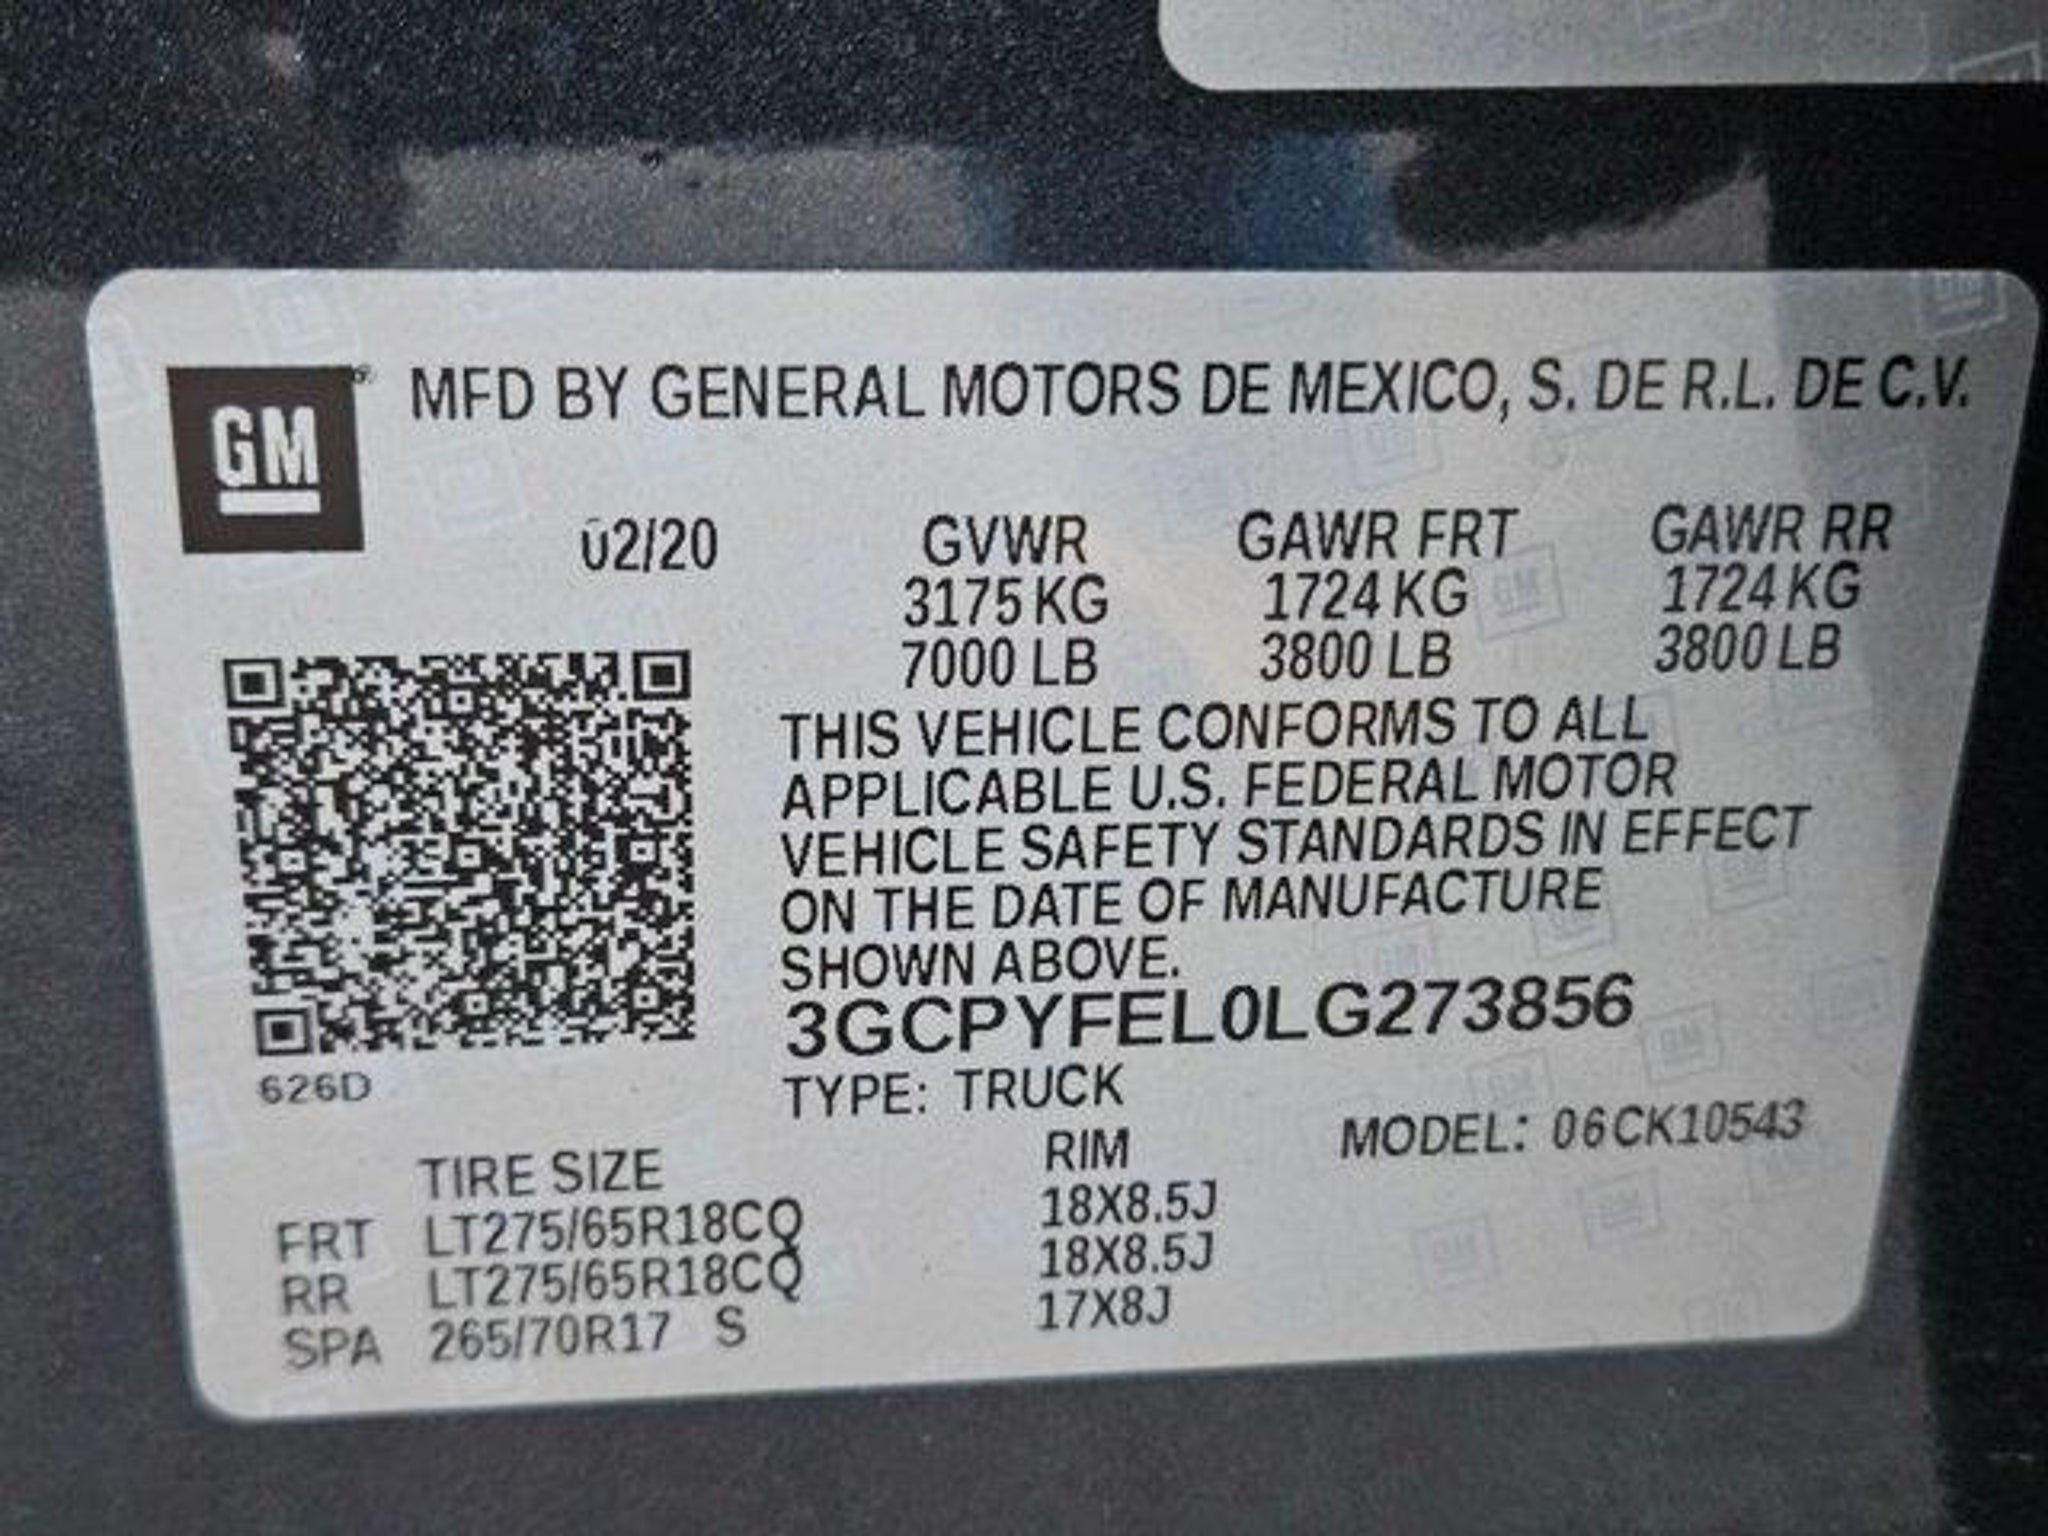 GM
MFD BY GENERAL MOTORS DE MEXICO, S. DE R.L. DE C.V.
02/20 GVWR GAWR FRT GAWR RR
3175 KG 1724 KG 1724 KG
7000 LB 3800 LB 3800 LB
THIS VEHICLE CONFORMS TO ALL
APPLICABLE U.S. FEDERAL MOTOR
VEHICLE SAFETY STANDARDS IN EFFECT
ON THE DATE OF MANUFACTURE
SHOWN ABOVE.
3GCPYFEL0LG273856
626D
TYPE: TRUCK
MODEL: 06CK10543
TIRE SIZE RIM
FRT LT275/65R18CQ 18X8.5J
RR LT275/65R18CQ 18X8.5J
SPA 265/70R17 S 17X8J